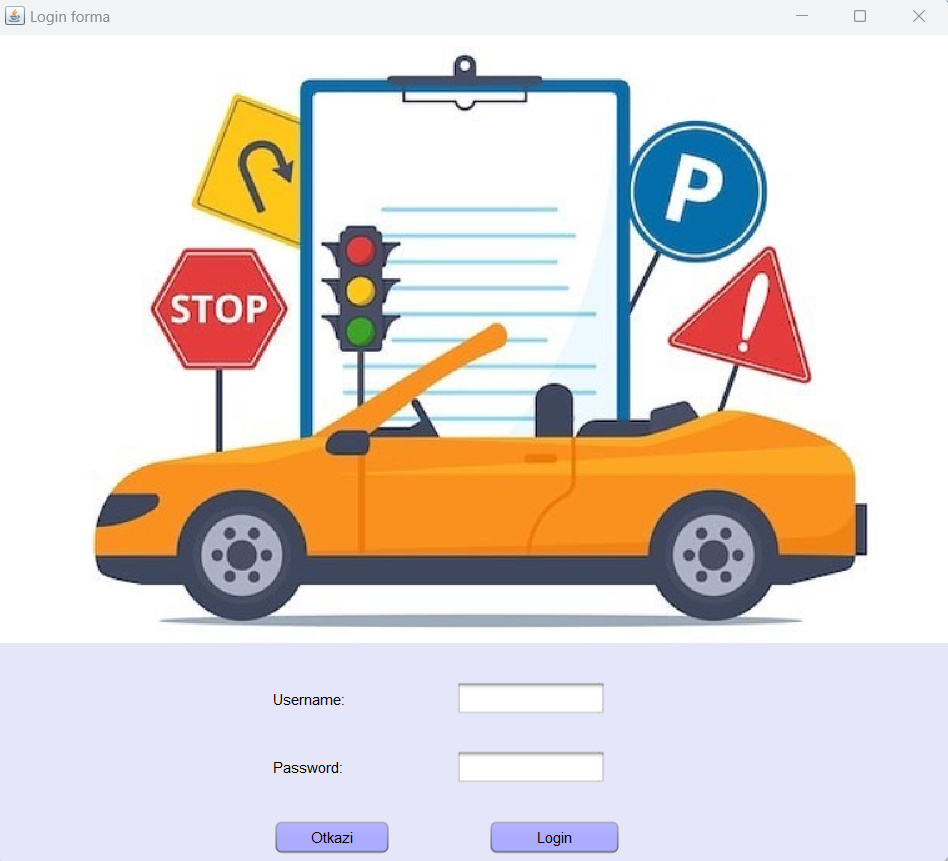 Login forma
P
STOP
!
Username:
Password:
Otkazi
Login